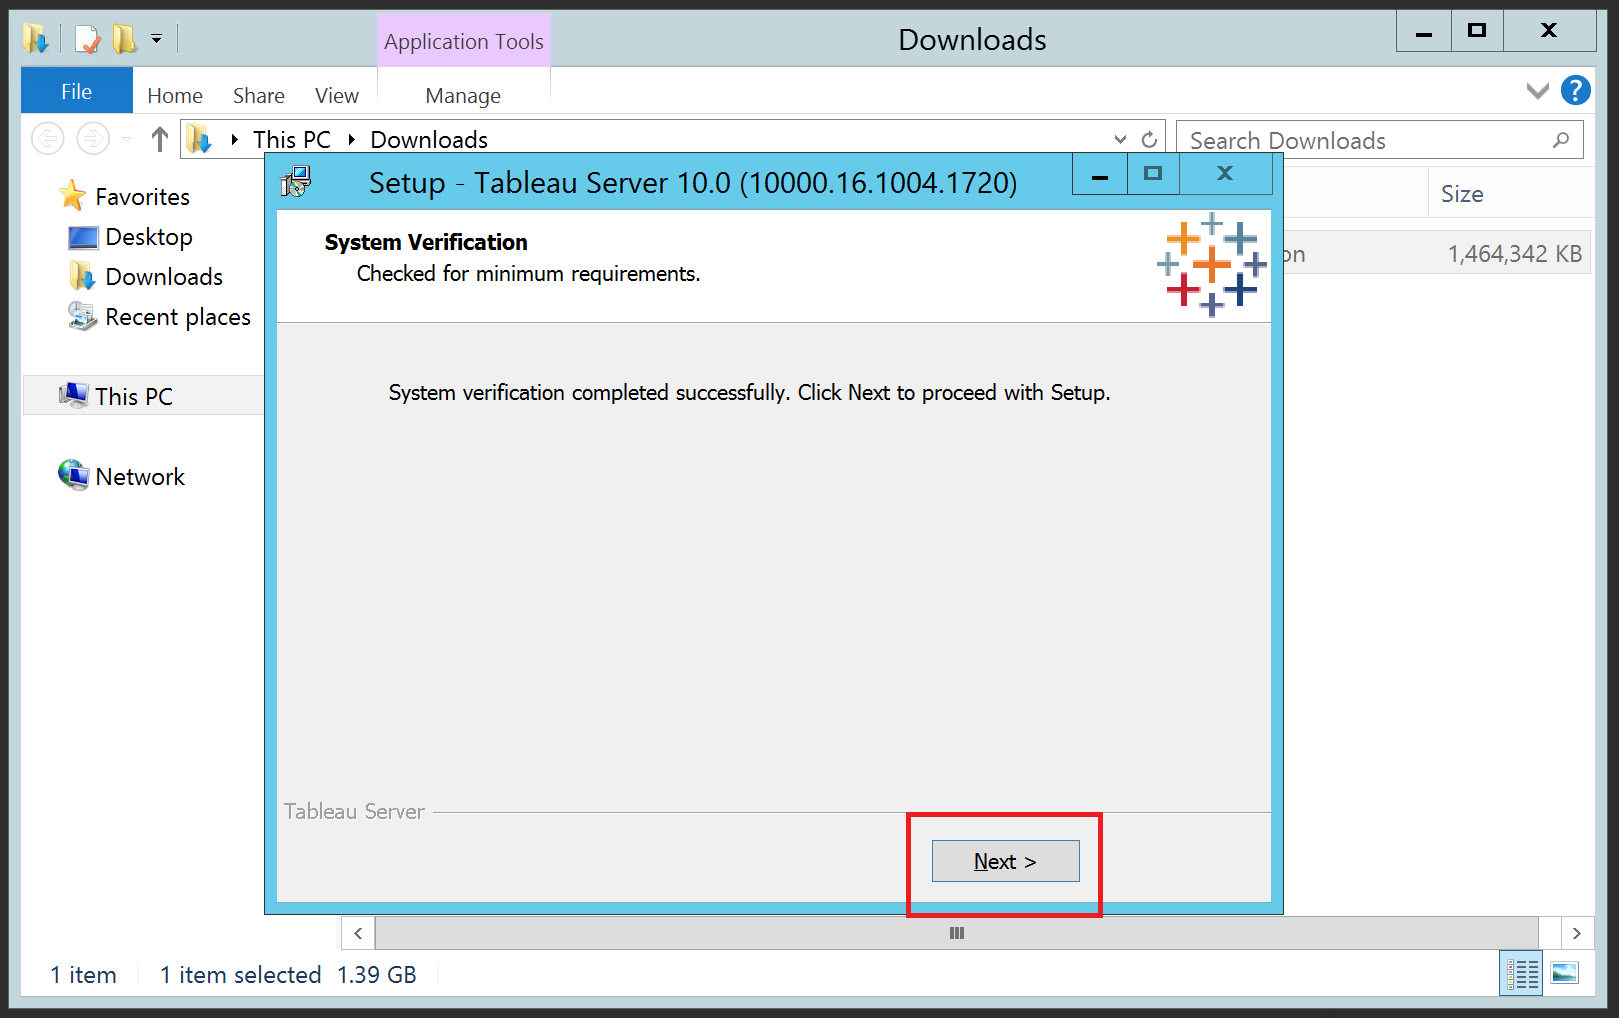 Application Tools
Downloads
File
Home
Share
View
Manage
This PC
Downloads
Search Downloads
Favorites
Desktop
Downloads
Recent places
This PC
Network
Size
on
1,464,342 KB
Setup - Tableau Server 10.0 (10000.16.1004.1720)
System Verification
Checked for minimum requirements.
System verification completed successfully. Click Next to proceed with Setup.
Tableau Server
Next >
1 item
1 item selected 1.39 GB